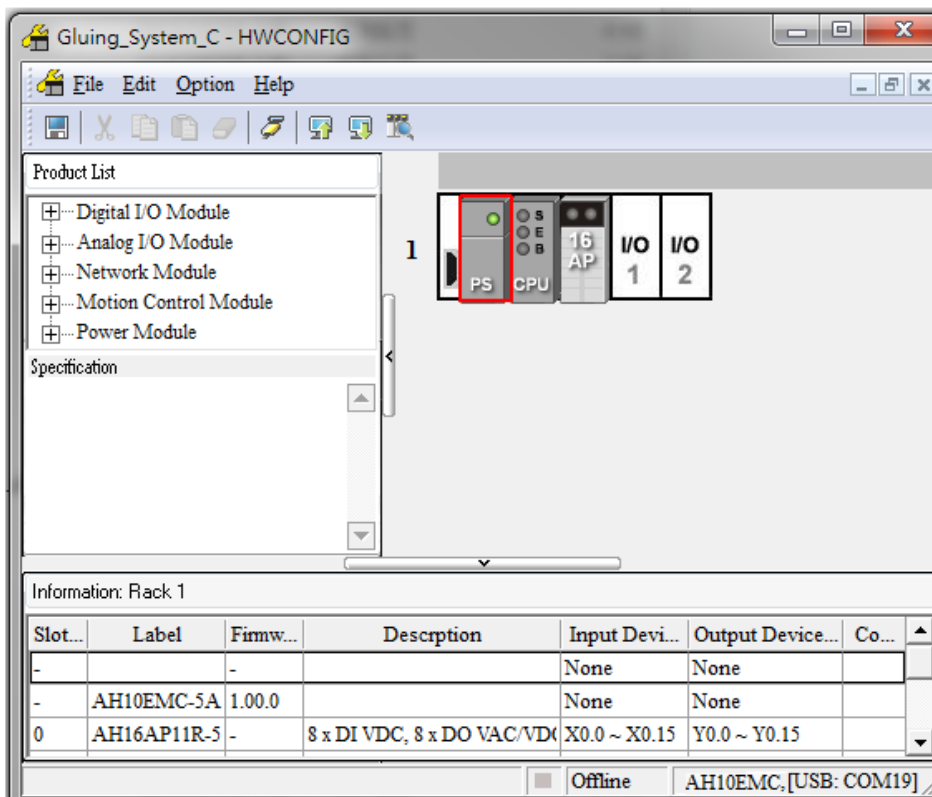 Gluing_System_C - HWCONFIG
File Edit Option Help
Product List
Digital I/O Module
Analog I/O Module
Network Module
Motion Control Module
Power Module
Specification
1
PS
S
E
B
CPU
16
AP
I/O
1
I/O
2
Information: Rack 1
Slot... Label Firmw... Descrption Input Devi... Output Device... Co...
- - None None
- AH10EMC-5A 1.00.0 None None
0 AH16AP11R-5 - 8 x DI VDC, 8 x DO VAC/VD X0.0 ~ X0.15 Y0.0 ~ Y0.15
Offline AH10EMC,[USB: COM19]